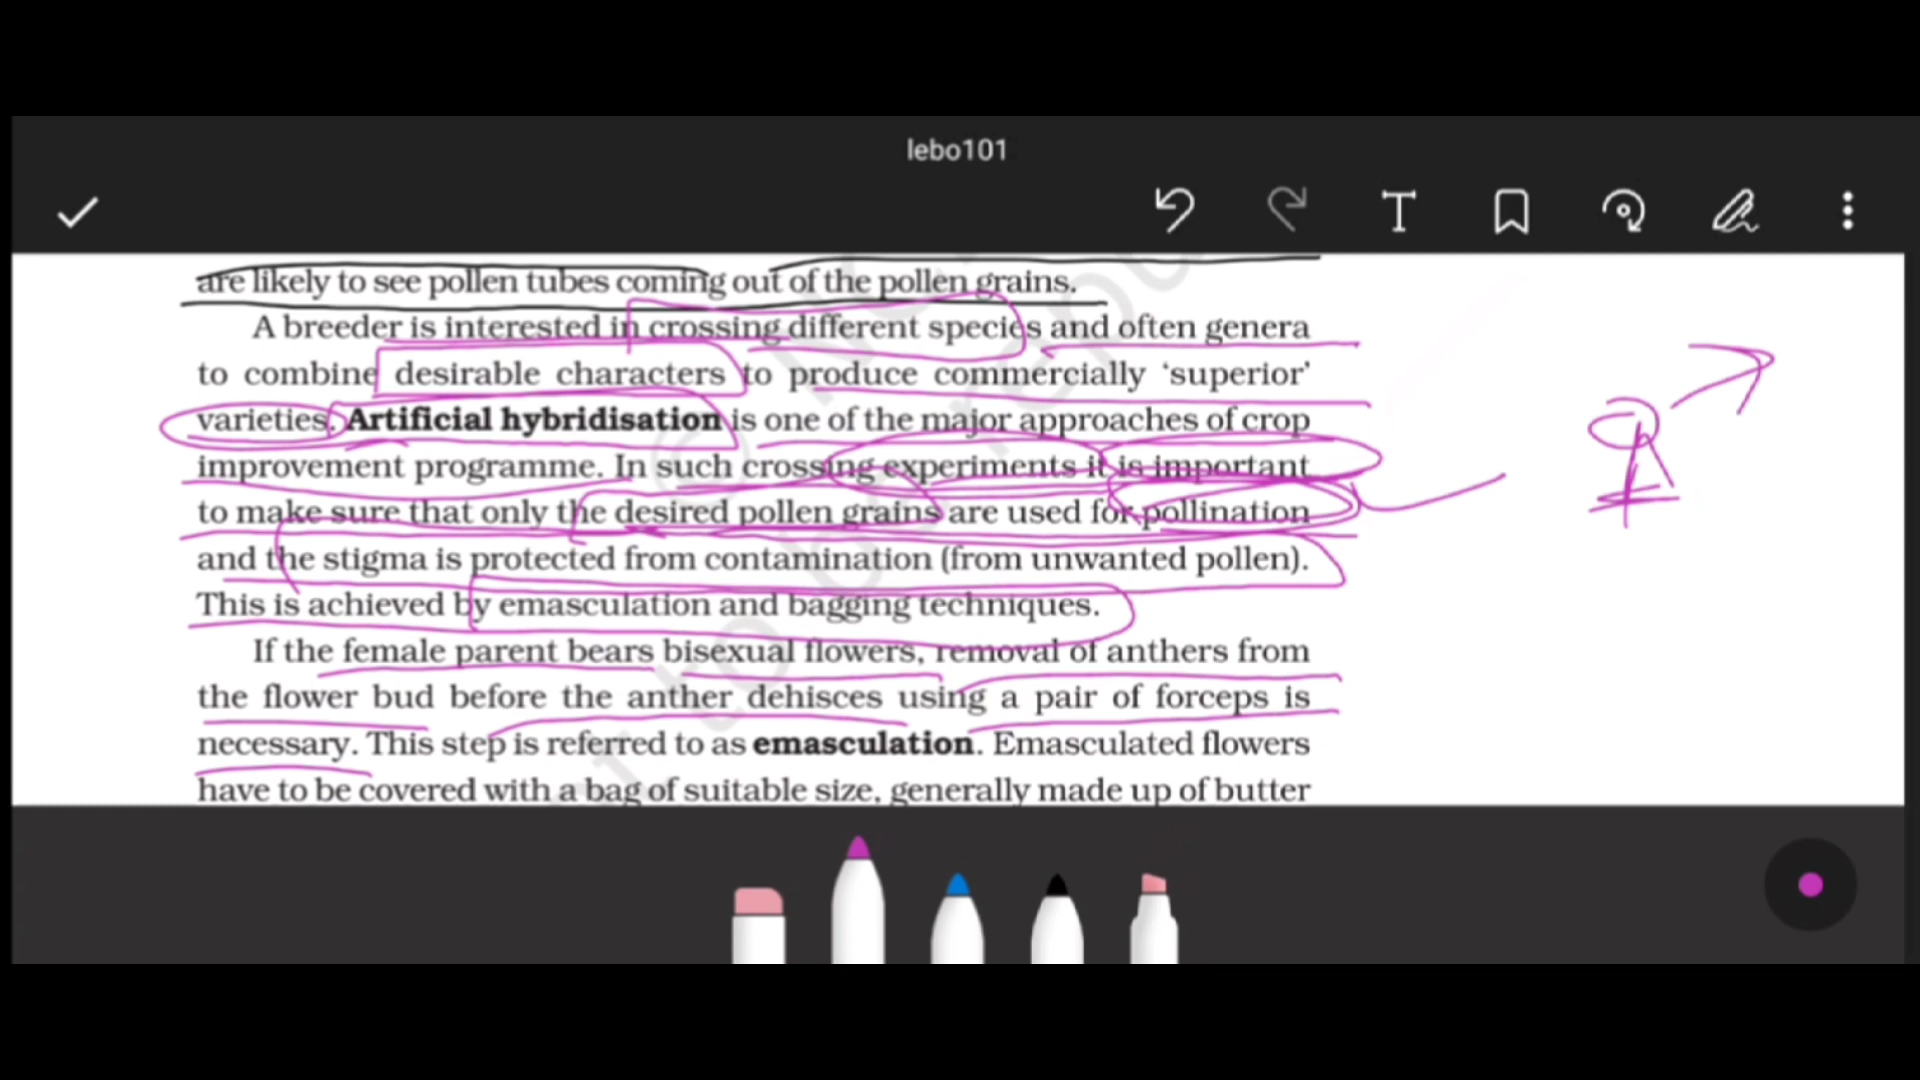 lebo101
are likely to see pollen tubes coming out of the pollen grains.
A breeder is interested in crossing different species and often genera
to combine desirable characters to produce commercially ‘superior’
varieties. Artificial hybridisation is one of the major approaches of crop
improvement programme. In such crossing experiments it is important
to make sure that only the desired pollen grains are used for pollination
and the stigma is protected from contamination (from unwanted pollen).
This is achieved by emasculation and bagging techniques.
If the female parent bears bisexual flowers, removal of anthers from
the flower bud before the anther dehisces using a pair of forceps is
necessary. This step is referred to as emasculation. Emasculated flowers
have to be covered with a bag of suitable size, generally made up of butter